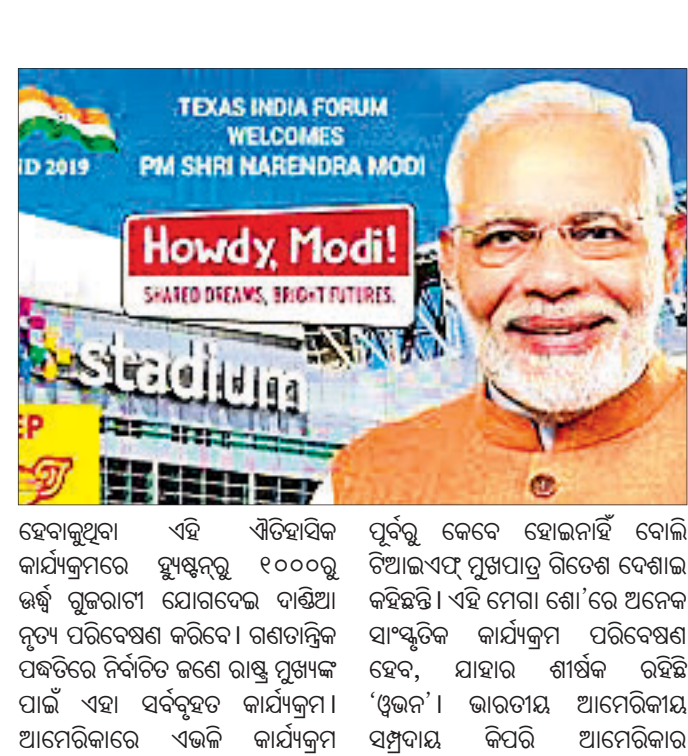 TEXAS INDIA FORUM
WELCOMES
PM SHRI NARENDRA MODI
2019
Howdy, Modi!
SHARED DREAMS, BRIGHT FUTURES.
stadium
EP
ହେବାକୁଥିବା ଏହି ଐତିହାସିକ
କାର୍ଯ୍ୟକ୍ରମରେ ହ୍ୟୁଷ୍ଟନ୍‌ରୁ ୧୦୦୦ରୁ
ଊର୍ଦ୍ଧ୍ୱ ଗୁଜରାଟୀ ଯୋଗଦେଇ ଦାଣ୍ଡିଆ
ନୃତ୍ୟ ପରିବେଷଣ କରିବେ। ଗଣତାନ୍ତ୍ରିକ
ପଦ୍ଧତିରେ ନିର୍ବାଚିତ ଜଣେ ରାଷ୍ଟ୍ର ମୁଖ୍ୟଙ୍କ
ପାଇଁ ଏହା ସର୍ବବୃହତ କାର୍ଯ୍ୟକ୍ରମ।
ଆମେରିକାରେ ଏଭଳି କାର୍ଯ୍ୟକ୍ରମ
ପୂର୍ବରୁ କେବେ ହୋଇନାହିଁ ବୋଲି
ଟିଆଇଏଫ୍ ମୁଖପାତ୍ର ଗିତେଶ ଦେଶାଇ
କହିଛନ୍ତି। ଏହି ମେଗା ଶୋ'ରେ ଅନେକ
ସାଂସ୍କୃତିକ କାର୍ଯ୍ୟକ୍ରମ ପରିବେଷଣ
ହେବ, ଯାହାର ଶୀର୍ଷକ ରହିଛି
‘ଓ୍ୱଭନ’। ଭାରତୀୟ ଆମେରିକୀୟ
ସମ୍ପ୍ରଦାୟ କିପରି ଆମେରିକାର